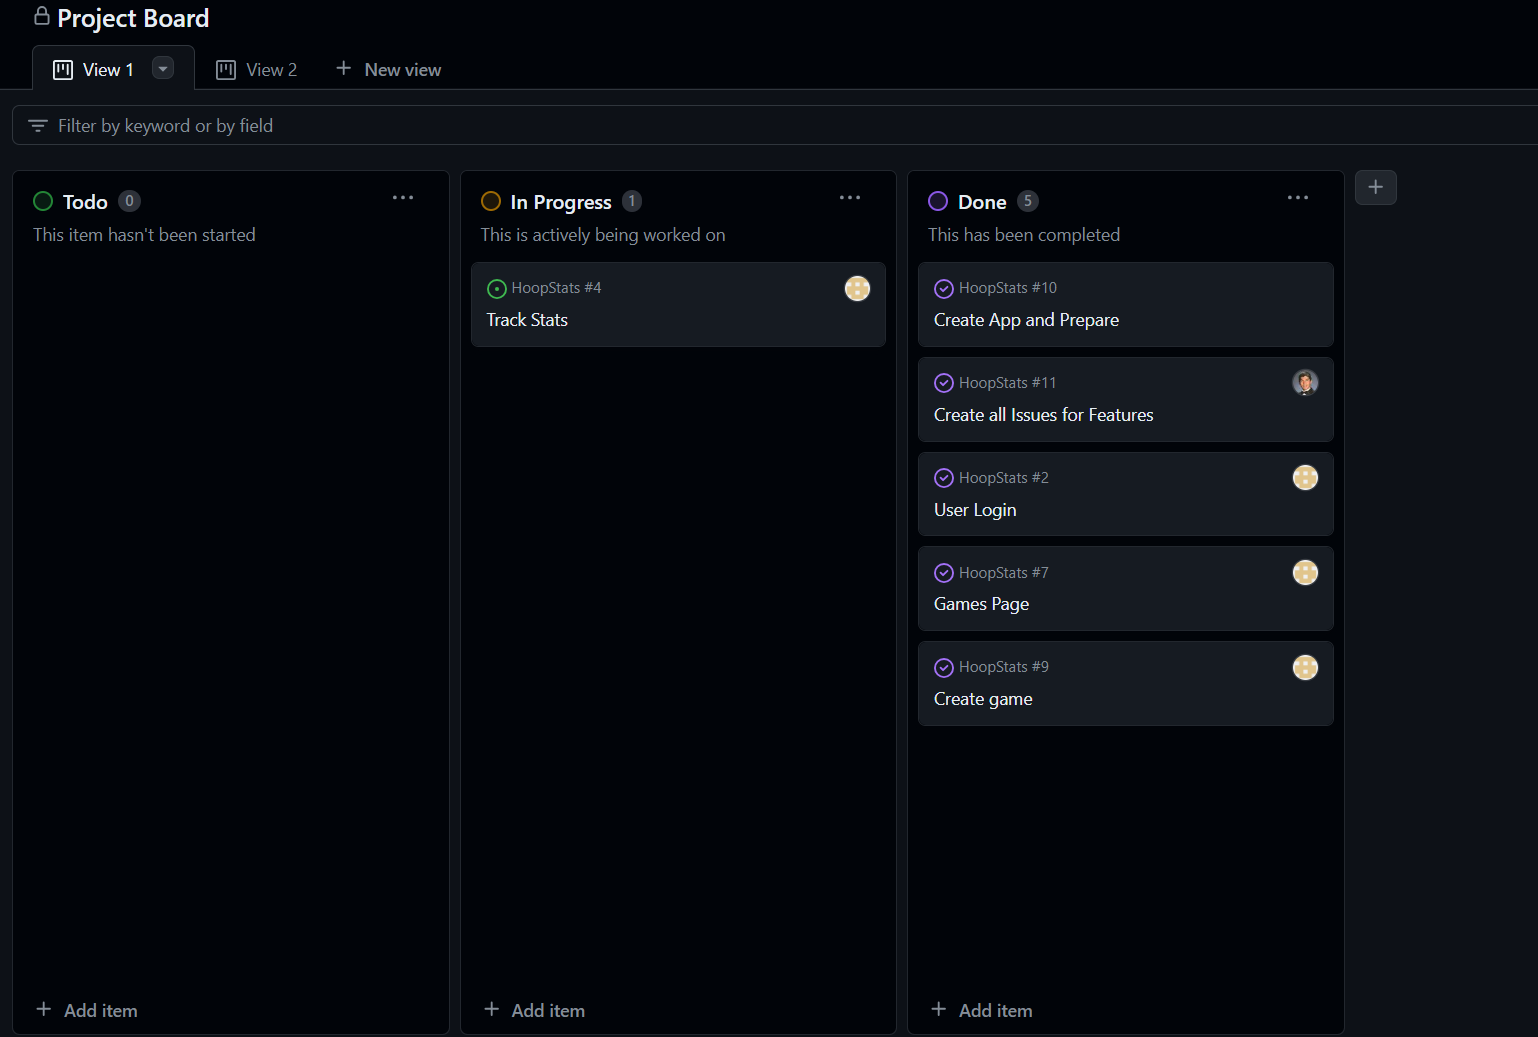 Project Board
View 1
View 2
New view
Filter by keyword or by field
Todo 0
This item hasn't been started
Add item
In Progress 1
This is actively being worked on
HoopStats #4
Track Stats
Add item
Done 5
This has been completed
HoopStats #10
Create App and Prepare
HoopStats #11
Create all Issues for Features
HoopStats #2
User Login
HoopStats #7
Games Page
HoopStats #9
Create game
Add item